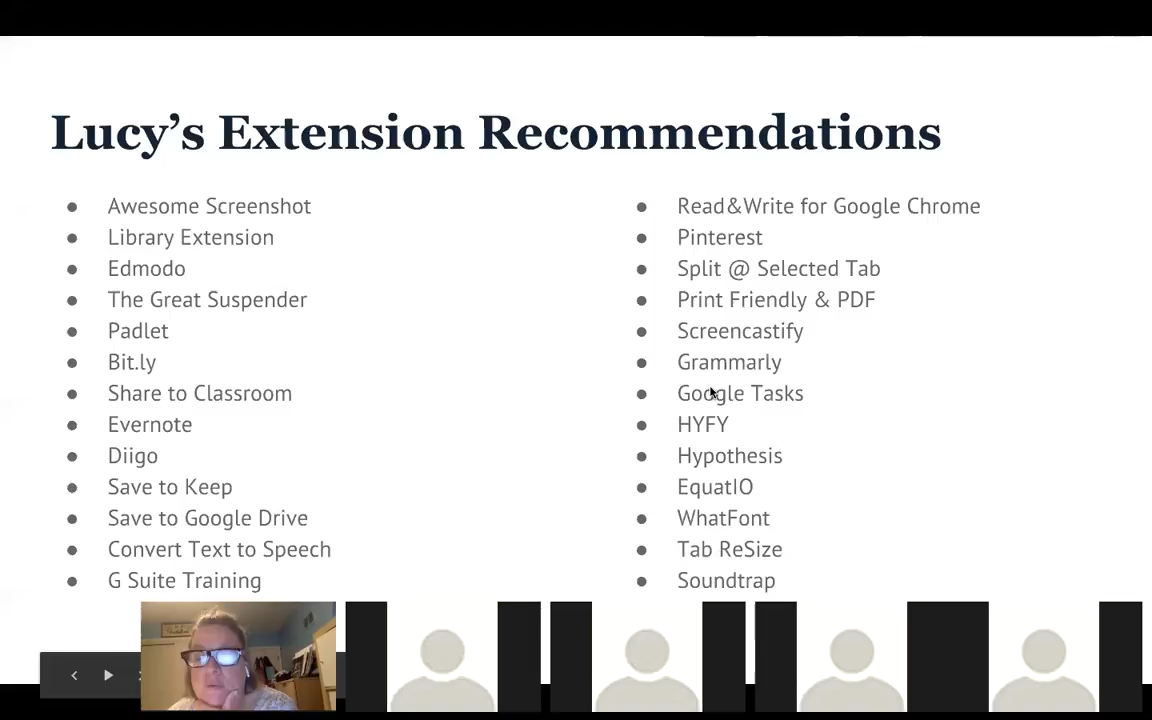 Lucy’s Extension Recommendations
Awesome Screenshot
Library Extension
Edmodo
The Great Suspender
Padlet
Bit.ly
Share to Classroom
Evernote
Diigo
Save to Keep
Save to Google Drive
Convert Text to Speech
G Suite Training
Read&Write for Google Chrome
Pinterest
Split @ Selected Tab
Print Friendly & PDF
Screencastify
Grammarly
Google Tasks
HYFY
Hypothesis
EquatIO
WhatFont
Tab ReSize
Soundtrap